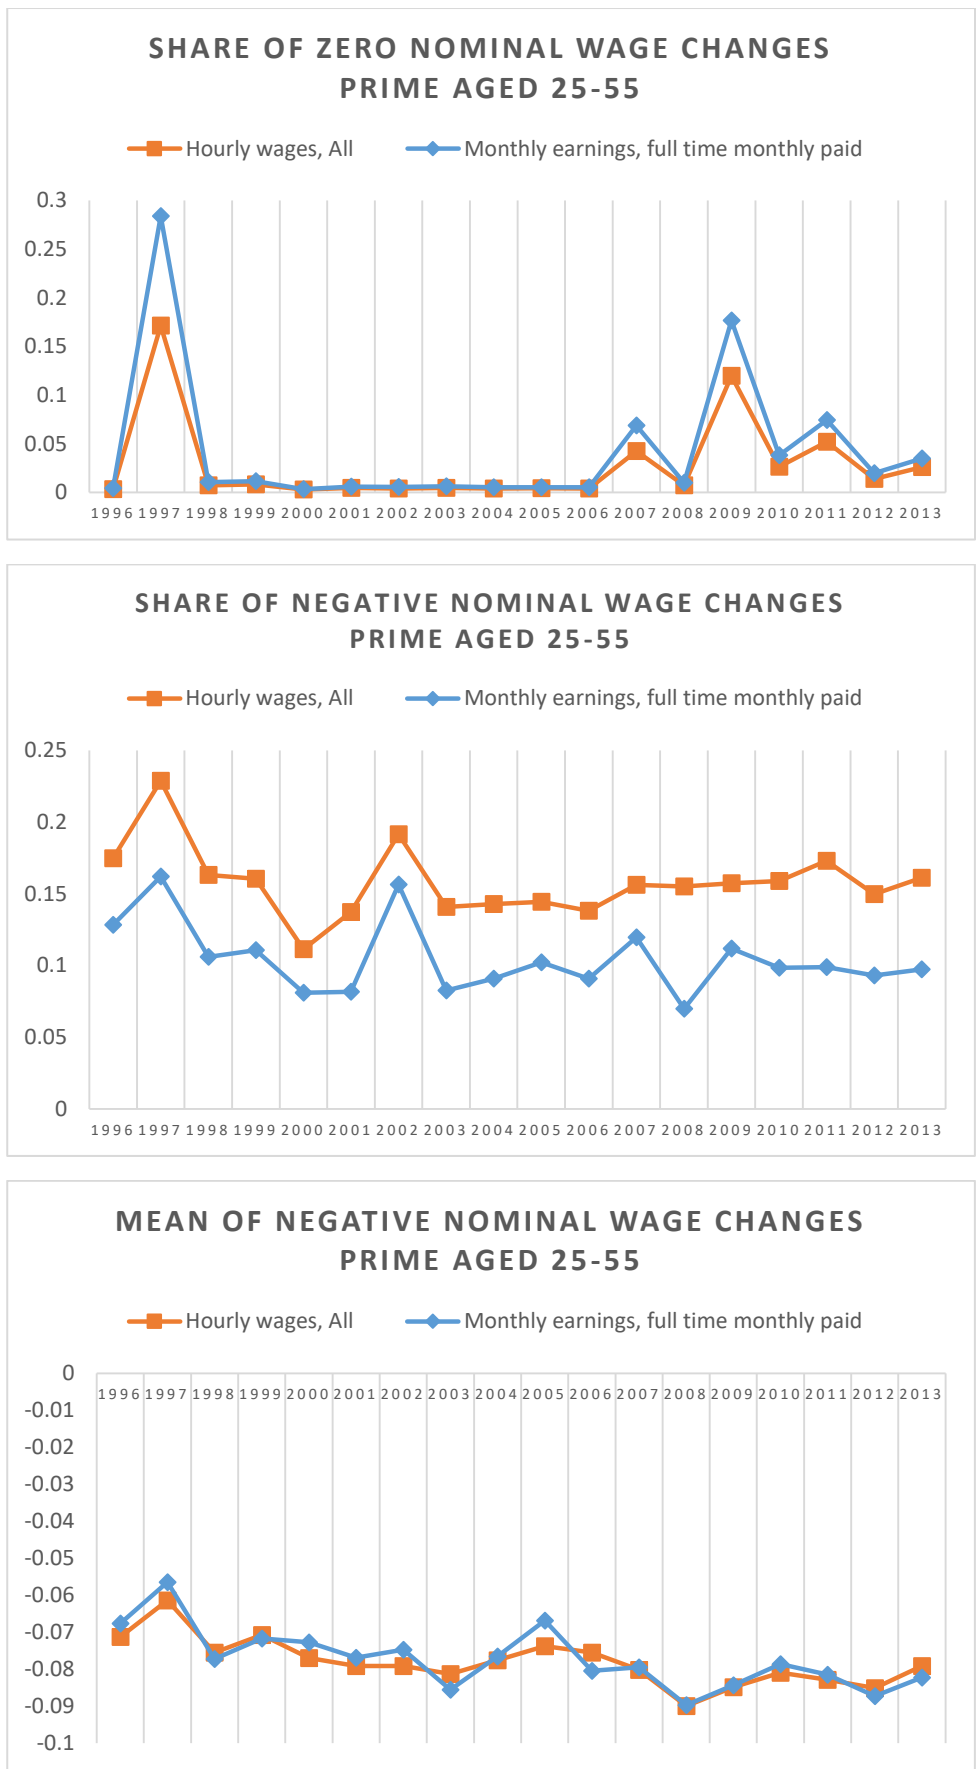 SHARE OF ZERO NOMINAL WAGE CHANGES
PRIME AGED 25-55
Hourly wages, All Monthly earnings, full time monthly paid
0.3
0.25
0.2
0.15
0.1
0.05
0
1996 1997 1998 1999 2000 2001 2002 2003 2004 2005 2006 2007 2008 2009 2010 2011 2012 2013
SHARE OF NEGATIVE NOMINAL WAGE CHANGES
PRIME AGED 25-55
Hourly wages, All Monthly earnings, full time monthly paid
0.25
0.2
0.15
0.1
0.05
0
1996 1997 1998 1999 2000 2001 2002 2003 2004 2005 2006 2007 2008 2009 2010 2011 2012 2013
MEAN OF NEGATIVE NOMINAL WAGE CHANGES
PRIME AGED 25-55
Hourly wages, All Monthly earnings, full time monthly paid
0
1996 1997 1998 1999 2000 2001 2002 2003 2004 2005 2006 2007 2008 2009 2010 2011 2012 2013
-0.01
-0.02
-0.03
-0.04
-0.05
-0.06
-0.07
-0.08
-0.09
-0.1